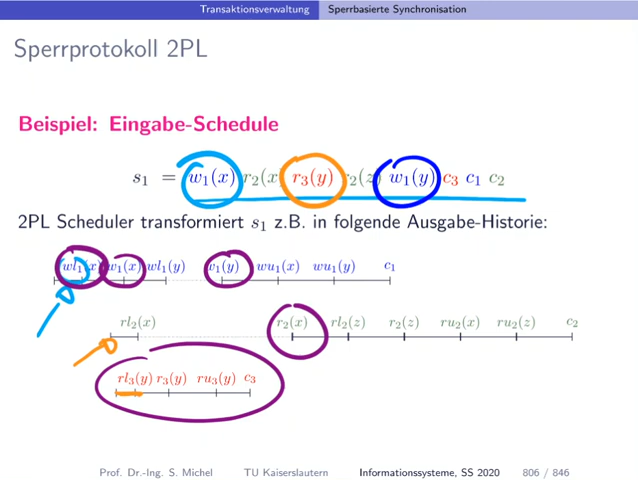 Transaktionsverwaltung Sperrbasierte Synchronisation
Sperrprotokoll 2PL
Beispiel: Eingabe-Schedule
s₁ = w₁(x) r₂(x r₃(y) r₂(z) w₁(y) c₃ c₁ c₂
2PL Scheduler transformiert s₁ z.B. in folgende Ausgabe-Historie:
wl₁(x) w₁(x) wl₁(y) w₁(y) wu₁(x) wu₁(y) c₁
rl₂(x) r₂(x) rl₂(z) r₂(z) ru₂(x) ru₂(z) c₂
rl₃(y) r₃(y) ru₃(y) c₃
Prof. Dr.-Ing. S. Michel TU Kaiserslautern Informationssysteme, SS 2020 806 / 846